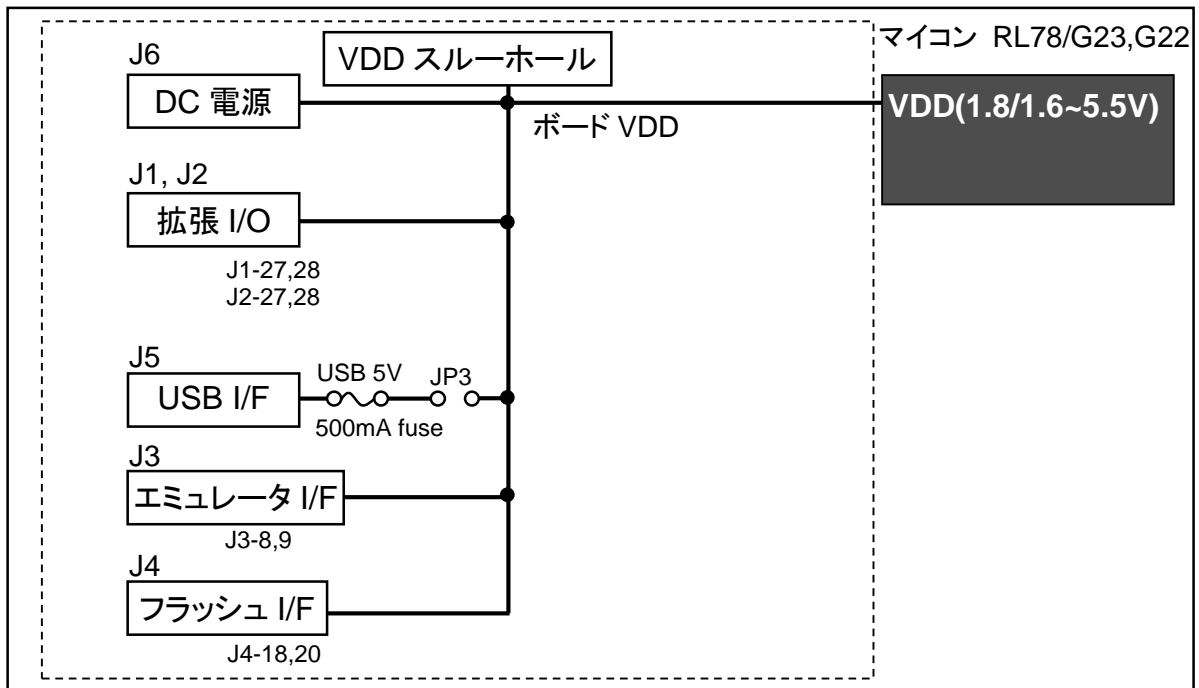 マイコン RL78/G23,G22
J6
VDD スルーホール
DC 電源
VDD(1.8/1.6~5.5V)
ボード VDD
J1, J2
拡張 I/O
J1-27,28
J2-27,28
J5
USB 5V
JP3
USB I/F
500mA fuse
J3
エミュレータ I/F
J3-8,9
J4
フラッシュ I/F
J4-18,20